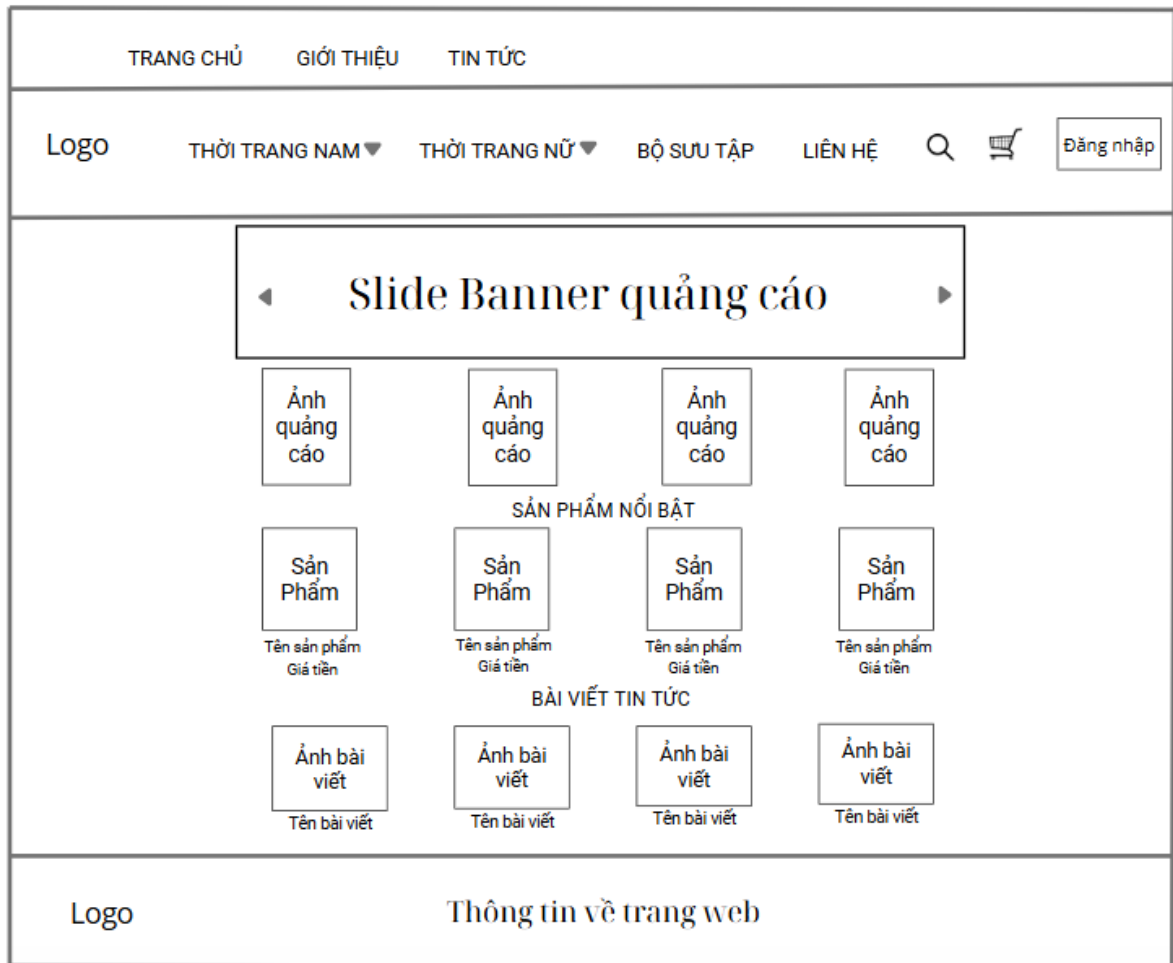 TRANG CHỦ GIỚI THIỆU TIN TỨC
Logo THỜI TRANG NAM THỜI TRANG NỮ BỘ SƯU TẬP LIÊN HỆ Đăng nhập
Slide Banner quảng cáo
Ảnh quảng cáo
Ảnh quảng cáo
Ảnh quảng cáo
Ảnh quảng cáo
SẢN PHẨM NỔI BẬT
Sản Phẩm
Sản Phẩm
Sản Phẩm
Sản Phẩm
Tên sản phẩm Tên sản phẩm Tên sản phẩm Tên sản phẩm
Giá tiền Giá tiền Giá tiền Giá tiền
BÀI VIẾT TIN TỨC
Ảnh bài viết
Ảnh bài viết
Ảnh bài viết
Ảnh bài viết
Tên bài viết Tên bài viết Tên bài viết Tên bài viết
Logo Thông tin về trang web